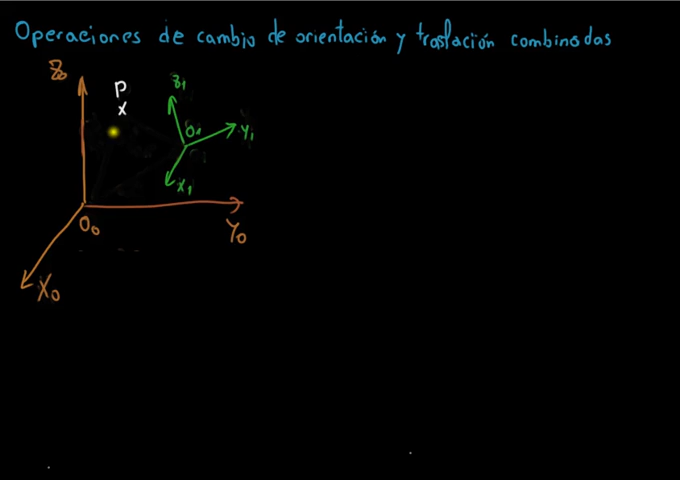 Operaciones de cambio de orientación y traslación combinadas
Z₀
P
X
Z₁
O₁
Y₁
X₁
O₀
Y₀
X₀